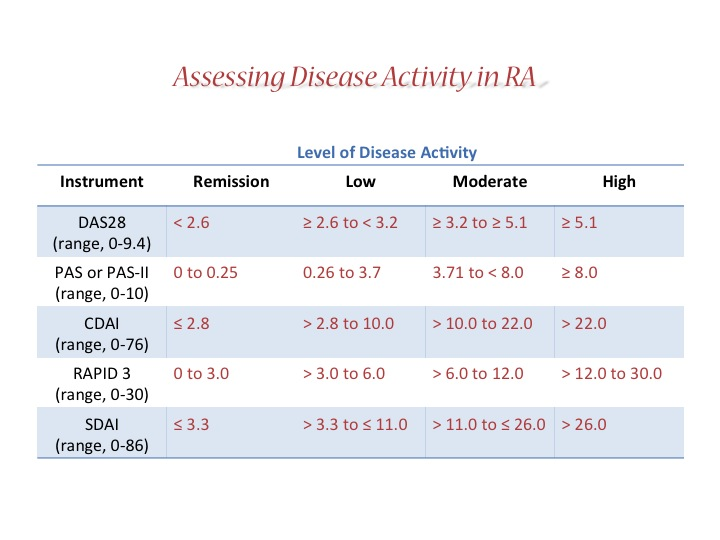 Assessing Disease Activity in RA
Level of Disease Activity
Instrument Remission Low Moderate High
DAS28 < 2.6 ≥ 2.6 to < 3.2 ≥ 3.2 to ≥ 5.1 ≥ 5.1
(range, 0-9.4)
PAS or PAS-II 0 to 0.25 0.26 to 3.7 3.71 to < 8.0 ≥ 8.0
(range, 0-10)
CDAI ≤ 2.8 > 2.8 to 10.0 > 10.0 to 22.0 > 22.0
(range, 0-76)
RAPID 3 0 to 3.0 > 3.0 to 6.0 > 6.0 to 12.0 > 12.0 to 30.0
(range, 0-30)
SDAI ≤ 3.3 > 3.3 to ≤ 11.0 > 11.0 to ≤ 26.0 > 26.0
(range, 0-86)